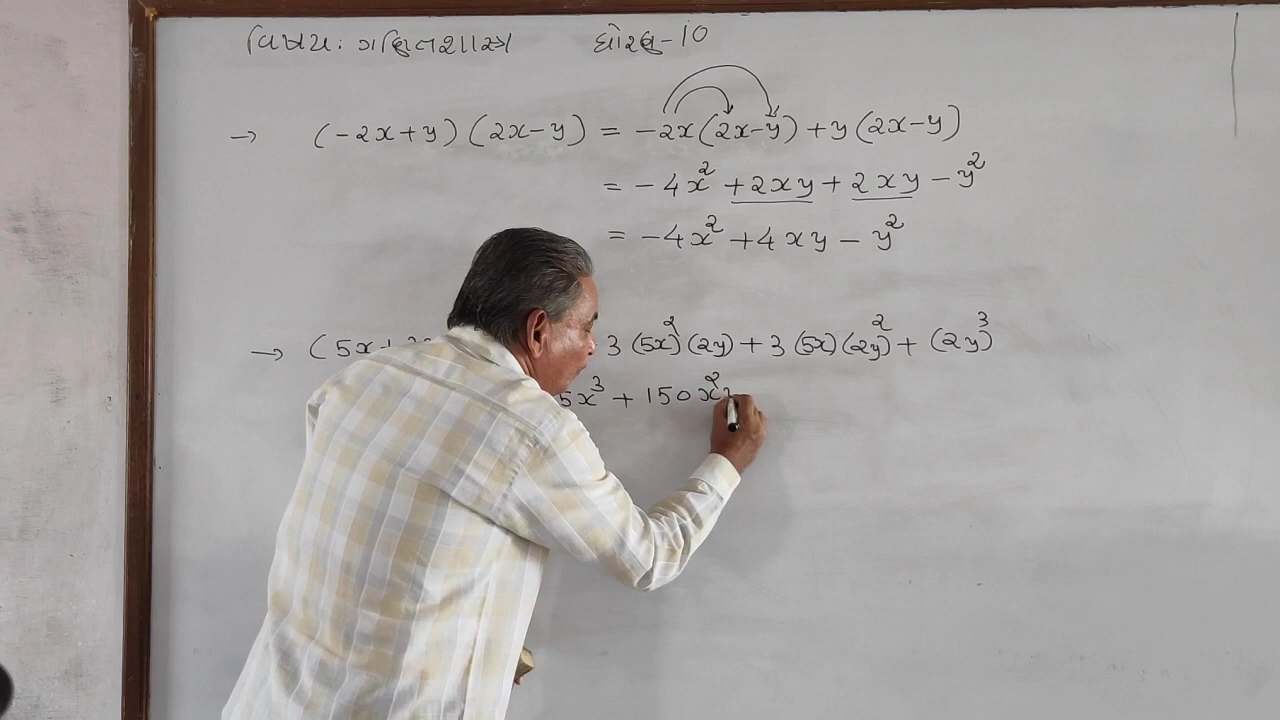 વિષય: ગણિતશાસ્ત્ર ધોરણ-10
→ (-2x+y) (2x-y) = -2x(2x-y) + y(2x-y)
= -4x² +2xy + 2xy - y²
= -4x² +4xy - y²
→ (5x+ 3 (5x)² (2y) + 3 (5x) (2y)² + (2y)³
5x³ + 150x²